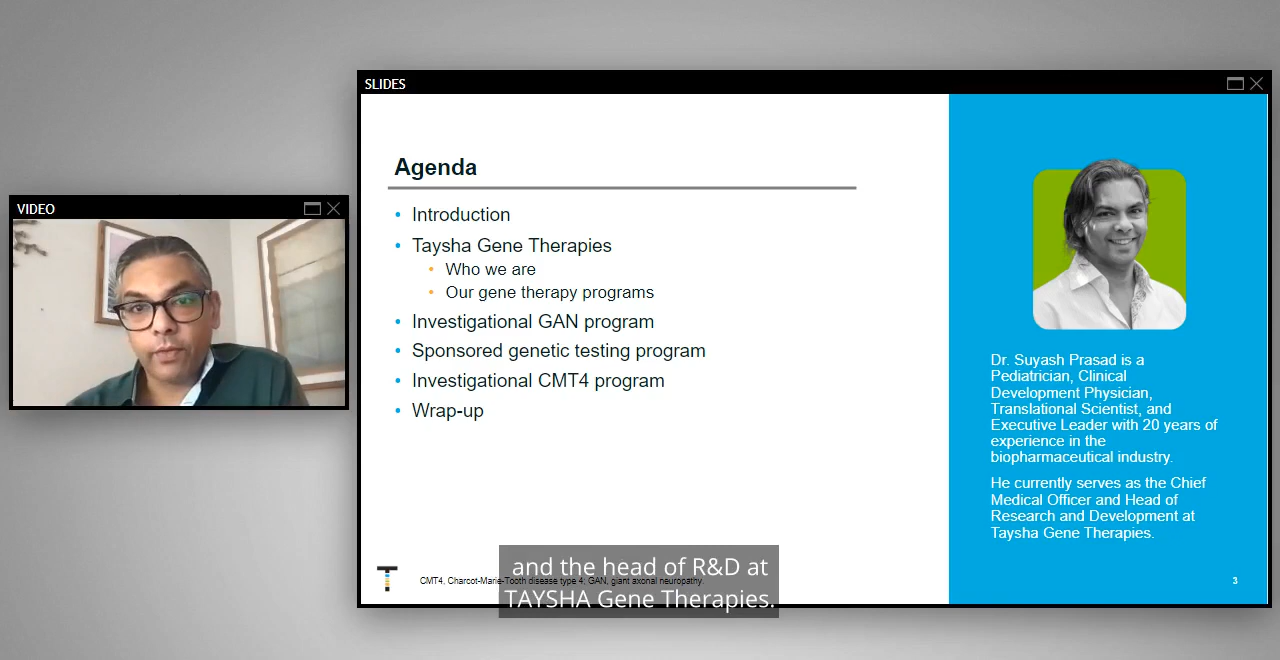 SLIDES
VIDEO
Agenda
• Introduction
• Taysha Gene Therapies
• Who we are
• Our gene therapy programs
• Investigational GAN program
• Sponsored genetic testing program
• Investigational CMT4 program
• Wrap-up
Dr. Suyash Prasad is a
Pediatrician, Clinical
Development Physician,
Translational Scientist, and
Executive Leader with 20 years of
experience in the
biopharmaceutical industry.
He currently serves as the Chief
Medical Officer and Head of
Research and Development at
Taysha Gene Therapies.
T
CMT4, Charcot-Marie-Tooth disease type 4; GAN, giant axonal neuropathy.
3
and the head of R&D at
TAYSHA Gene Therapies.